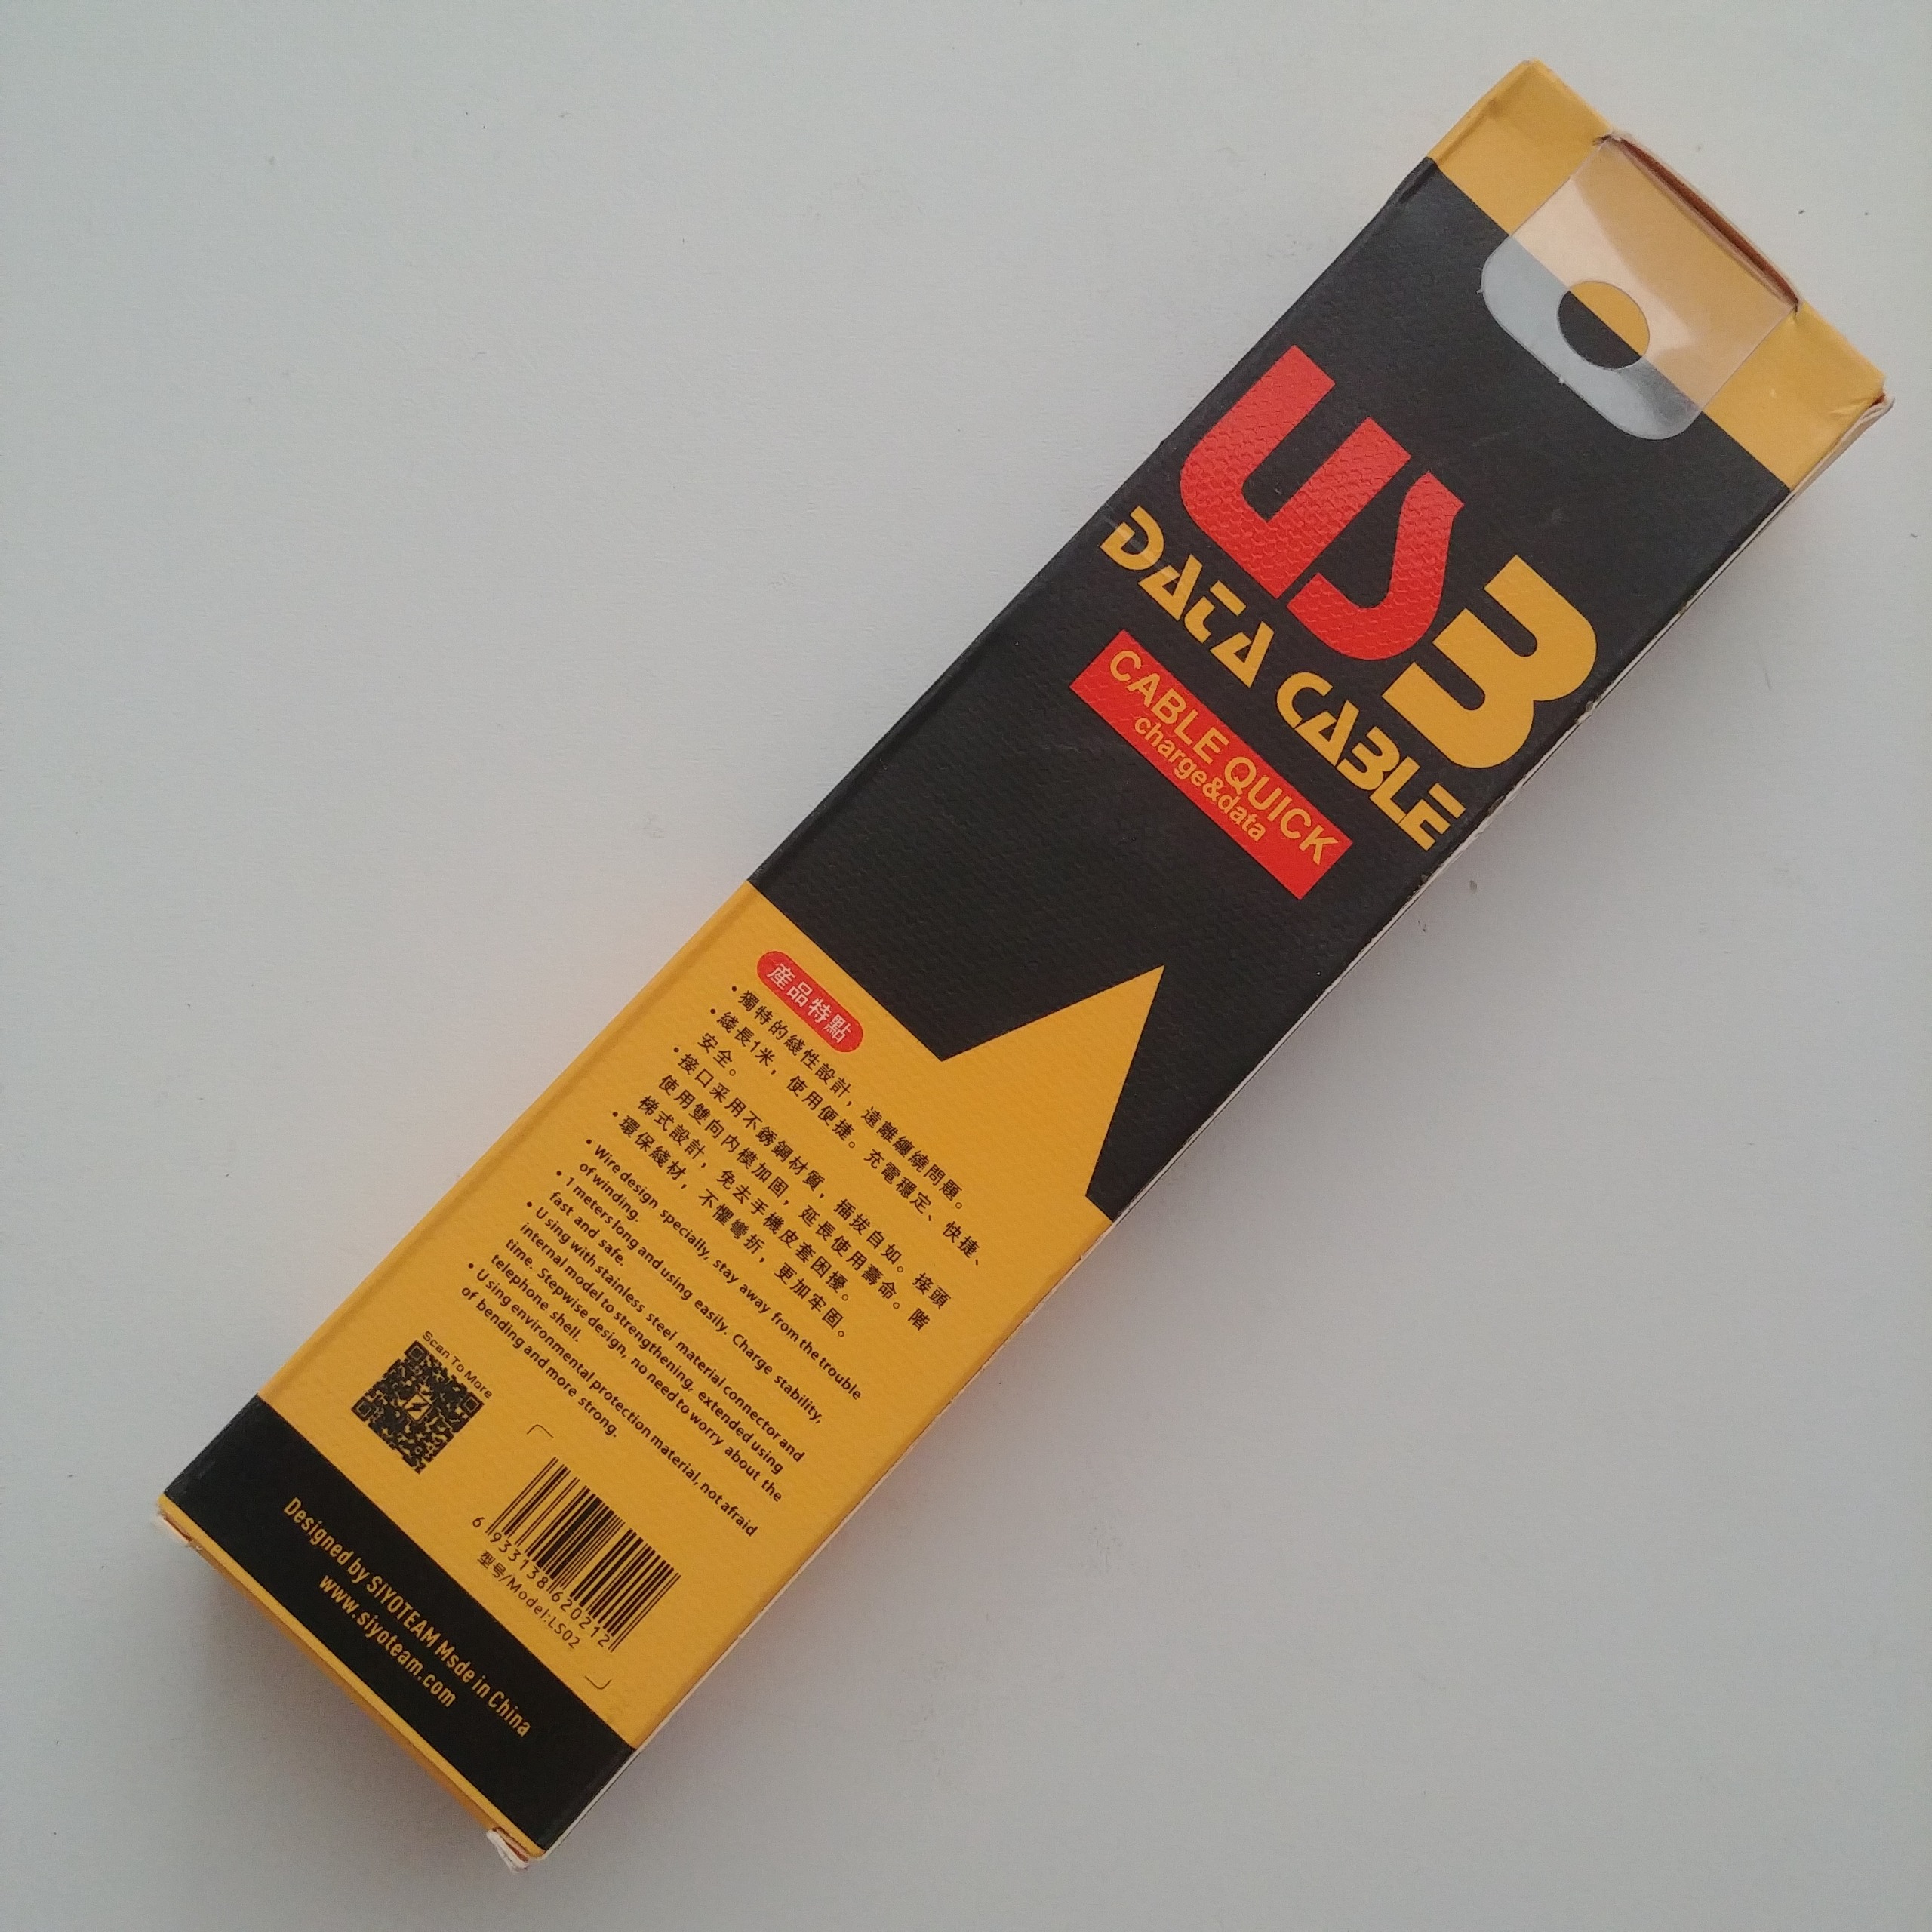 USB
DATA CABLE
CABLE QUICK
charge&data
產品特點
• 獨特的綫性設計，遠離纏繞問題。
• 綫長1米，使用便捷。充電穩定、快捷、
安全。
• 接口采用不銹鋼材質，插拔自如。接頭
使用雙向内模加固，延長使用壽命。階
梯式設計，免去手機皮套困擾。
• 環保綫材，不懼彎折，更加牢固。
• Wire design specially, stay away from the trouble
of winding.
• 1 meters long and using easily. Charge stability,
fast and safe.
• Using with stainless steel material connector and
internal model to strengthening, extended using
time. Stepwise design, no need to worry about the
telephone shell.
• Using environmental protection material, not afraid
of bending and more strong.
Scan To More
6 933138 620212
型号/Model:LS02
Designed by SIYOTEAM Msde in China
www.siyoteam.com